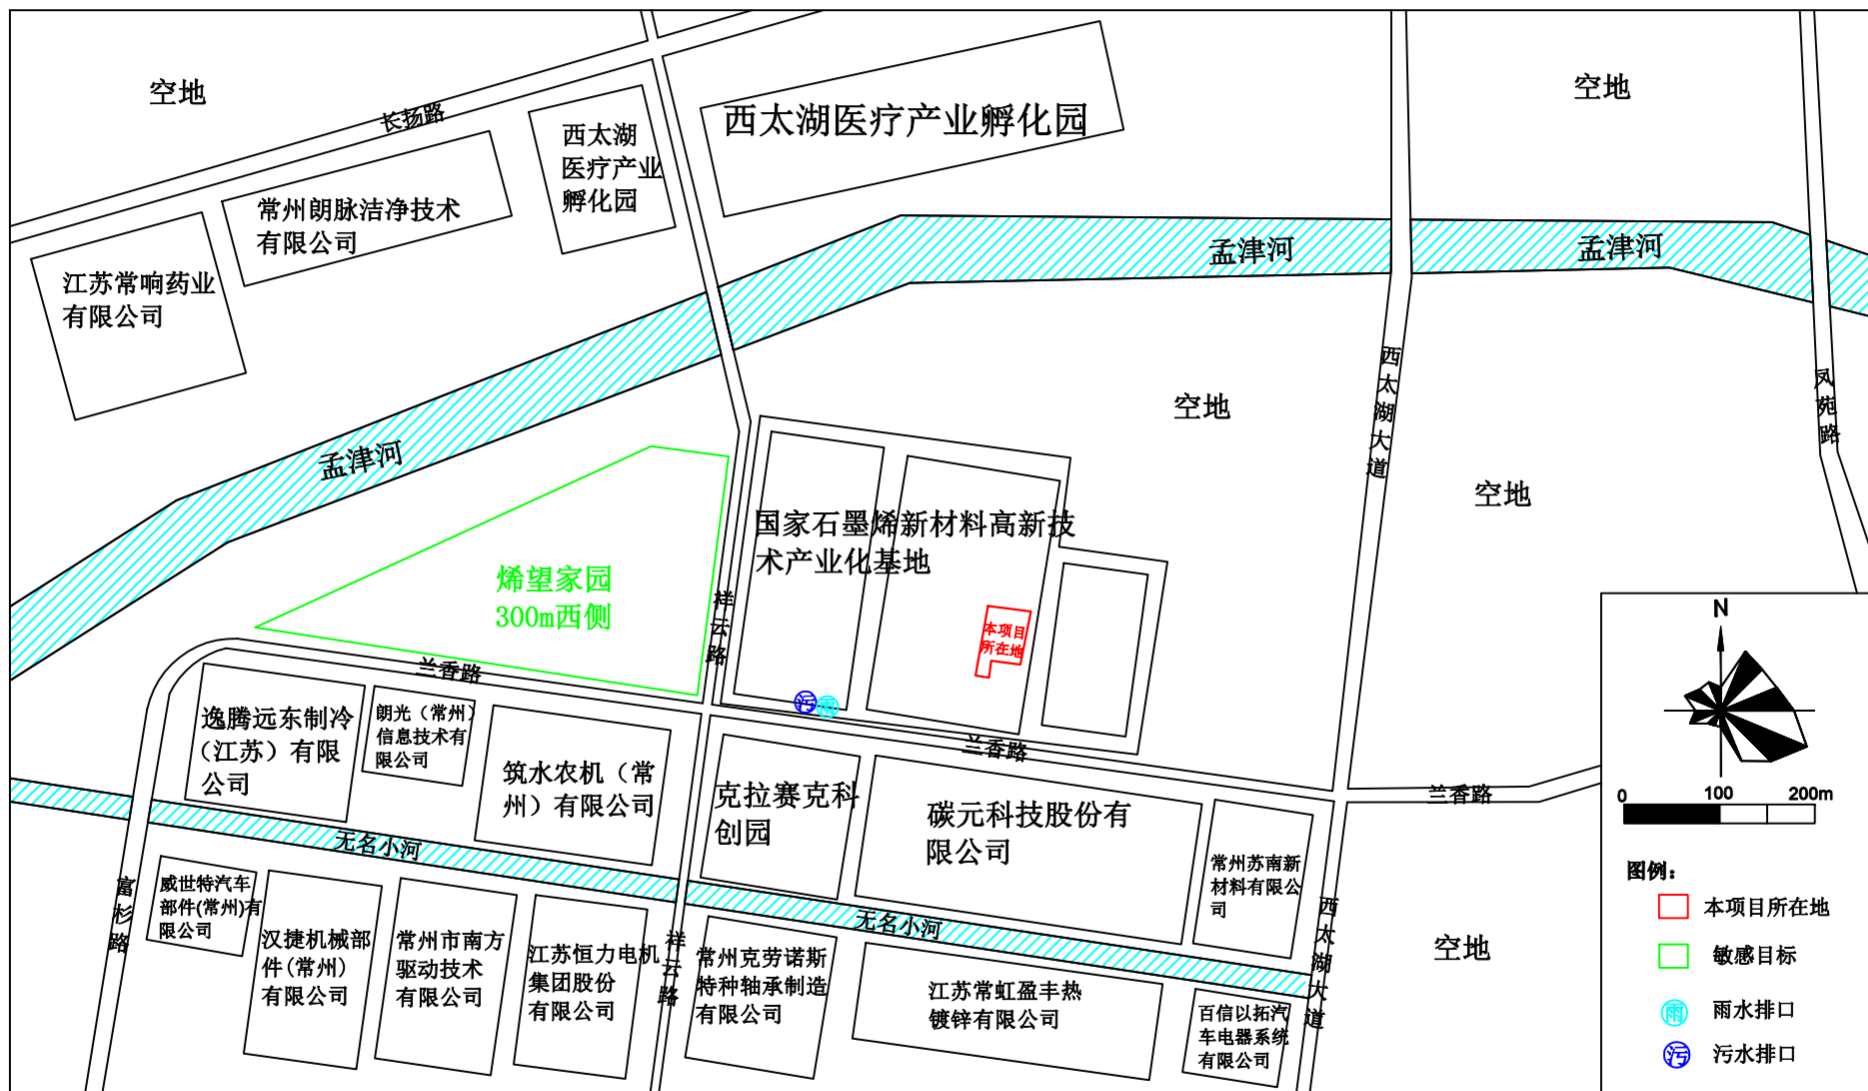 空地
长扬路
西太湖
医疗产业
孵化园
西太湖医疗产业孵化园
空地
常州朗脉洁净技术
有限公司
江苏常响药业
有限公司
孟津河
孟津河
孟津河
西太湖大道
凤苑路
空地
空地
国家石墨烯新材料高新技
术产业化基地
烯望家园
300m西侧
祥云路
本项目
所在地
兰香路
污
雨
兰香路
兰香路
逸腾远东制冷
（江苏）有限
公司
朗光（常州）
信息技术有
限公司
筑水农机（常
州）有限公司
克拉赛克科
创园
碳元科技股份有
限公司
常州苏南新
材料有限公
司
无名小河
无名小河
富杉路
威世特汽车
部件(常州)有
限公司
汉捷机械部
件(常州)
有限公司
常州市南方
驱动技术
有限公司
江苏恒力电机
集团股份
有限公司
祥云路
常州克劳诺斯
特种轴承制造
有限公司
江苏常虹盈丰热
镀锌有限公司
百信以拓汽
车电器系统
有限公司
西太湖大道
空地
N
0 100 200m
图例：
本项目所在地
敏感目标
雨 雨水排口
污 污水排口